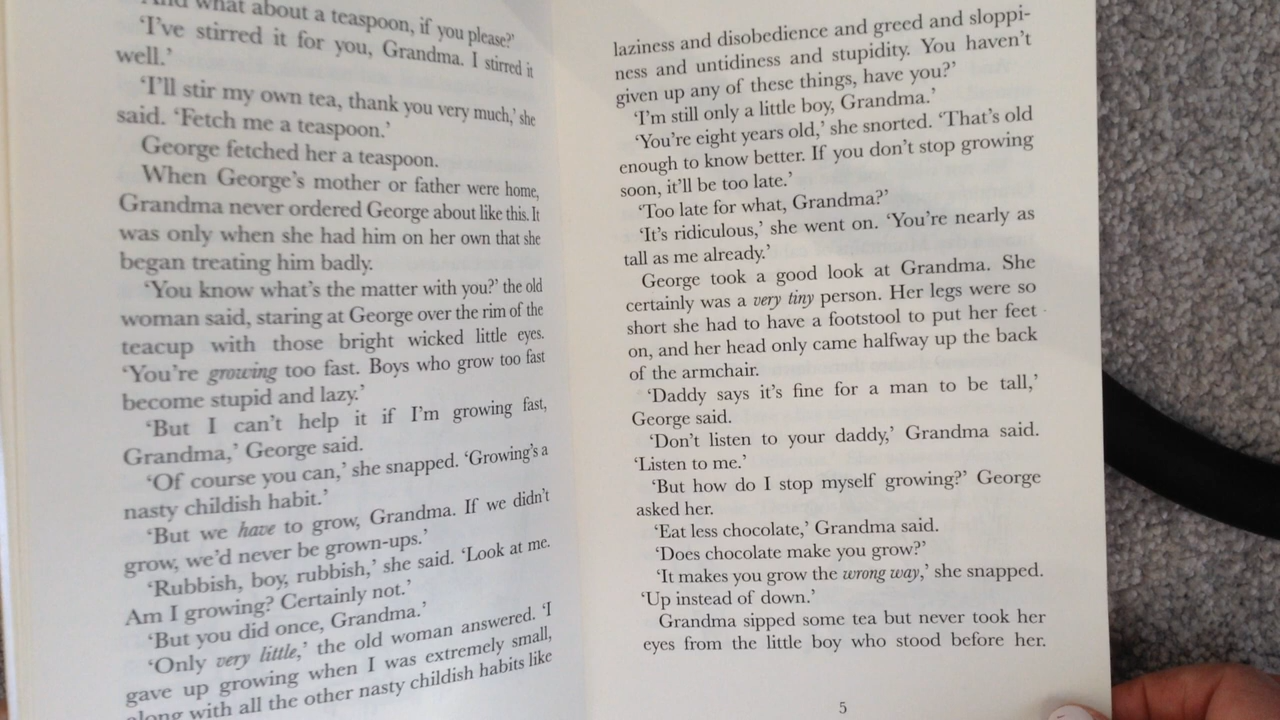 And what about a teaspoon, if you please?’
‘I’ve stirred it for you, Grandma. I stirred it
well.’
‘I’ll stir my own tea, thank you very much,’ she
said. ‘Fetch me a teaspoon.’
George fetched her a teaspoon.
When George’s mother or father were home,
Grandma never ordered George about like this. It
was only when she had him on her own that she
began treating him badly.
‘You know what’s the matter with you?’ the old
woman said, staring at George over the rim of the
teacup with those bright wicked little eyes.
‘You’re growing too fast. Boys who grow too fast
become stupid and lazy.’
‘But I can’t help it if I’m growing fast,
Grandma,’ George said.
‘Of course you can,’ she snapped. ‘Growing’s a
nasty childish habit.’
‘But we have to grow, Grandma. If we didn’t
grow, we’d never be grown-ups.’
‘Rubbish, boy, rubbish,’ she said. ‘Look at me.
Am I growing? Certainly not.’
‘But you did once, Grandma.’
‘Only very little,’ the old woman answered. ‘I
gave up growing when I was extremely small,
along with all the other nasty childish habits like
laziness and disobedience and greed and sloppi-
ness and untidiness and stupidity. You haven’t
given up any of these things, have you?’
‘I’m still only a little boy, Grandma.’
‘You’re eight years old,’ she snorted. ‘That’s old
enough to know better. If you don’t stop growing
soon, it’ll be too late.’
‘Too late for what, Grandma?’
‘It’s ridiculous,’ she went on. ‘You’re nearly as
tall as me already.’
George took a good look at Grandma. She
certainly was a very tiny person. Her legs were so
short she had to have a footstool to put her feet
on, and her head only came halfway up the back
of the armchair.
‘Daddy says it’s fine for a man to be tall,’
George said.
‘Don’t listen to your daddy,’ Grandma said.
‘Listen to me.’
‘But how do I stop myself growing?’ George
asked her.
‘Eat less chocolate,’ Grandma said.
‘Does chocolate make you grow?’
‘It makes you grow the wrong way,’ she snapped.
‘Up instead of down.’
Grandma sipped some tea but never took her
eyes from the little boy who stood before her.
5